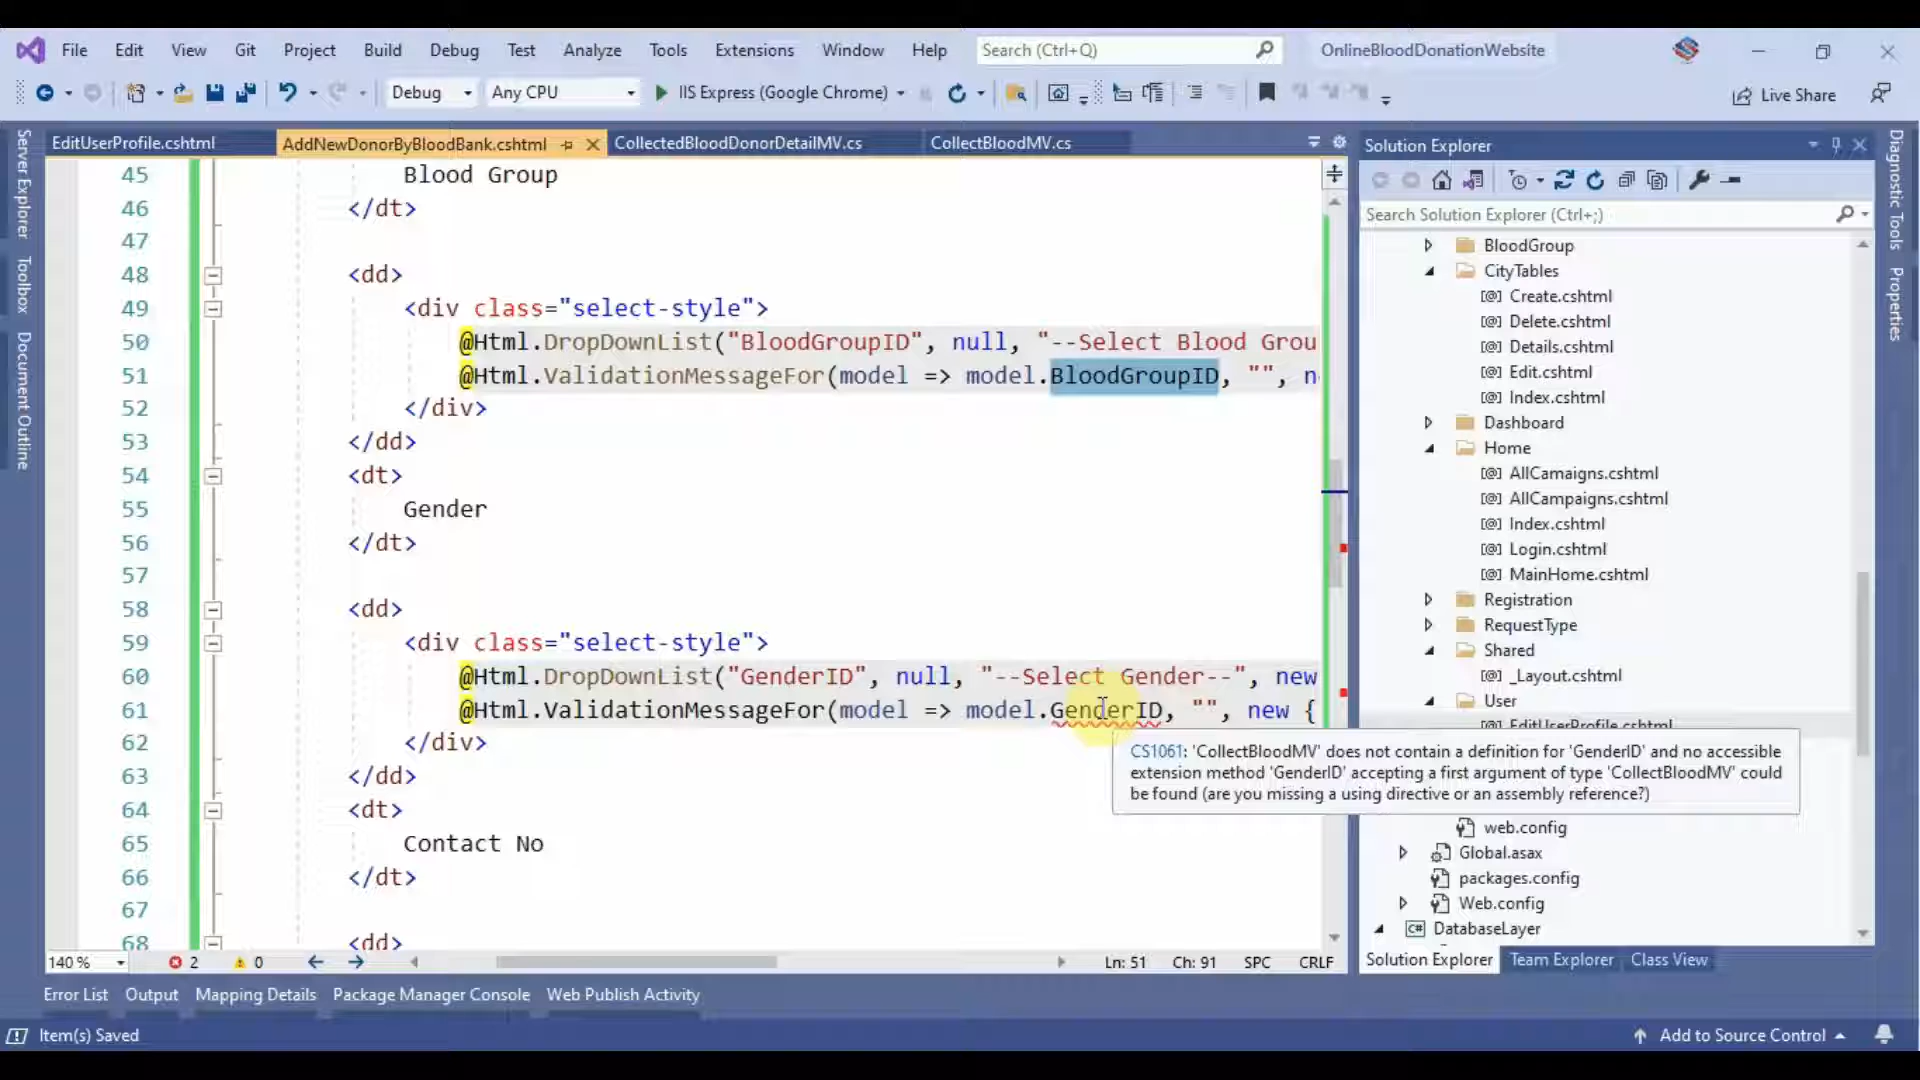 File Edit View Git Project Build Debug Test Analyze Tools Extensions Window Help Search (Ctrl+Q) OnlineBloodDonationWebsite
Debug Any CPU IIS Express (Google Chrome) Live Share
EditUserProfile.cshtml AddNewDonorByBloodBank.cshtml CollectedBloodDonorDetailMV.cs CollectBloodMV.cs
Server Explorer
Toolbox
Document Outline
45 Blood Group
46 </dt>
47
48 <dd>
49 <div class="select-style">
50 @Html.DropDownList("BloodGroupID", null, "--Select Blood Grou
51 @Html.ValidationMessageFor(model => model.BloodGroupID, "", n
52 </div>
53 </dd>
54 <dt>
55 Gender
56 </dt>
57
58 <dd>
59 <div class="select-style">
60 @Html.DropDownList("GenderID", null, "--Select Gender--", new
61 @Html.ValidationMessageFor(model => model.GenderID, "", new {
62 </div>
63 </dd>
64 <dt>
65 Contact No
66 </dt>
67
68 <dd>
CS1061: 'CollectBloodMV' does not contain a definition for 'GenderID' and no accessible
extension method 'GenderID' accepting a first argument of type 'CollectBloodMV' could
be found (are you missing a using directive or an assembly reference?)
140 % 2 0 Ln: 51 Ch: 91 SPC CRLF
Solution Explorer
Search Solution Explorer (Ctrl+;)
BloodGroup
CityTables
Create.cshtml
Delete.cshtml
Details.cshtml
Edit.cshtml
Index.cshtml
Dashboard
Home
AllCamaigns.cshtml
AllCampaigns.cshtml
Index.cshtml
Login.cshtml
MainHome.cshtml
Registration
RequestType
Shared
_Layout.cshtml
User
EditUserProfile.cshtml
web.config
Global.asax
packages.config
Web.config
DatabaseLayer
Solution Explorer Team Explorer Class View
Diagnostic Tools
Properties
Error List Output Mapping Details Package Manager Console Web Publish Activity
Item(s) Saved Add to Source Control